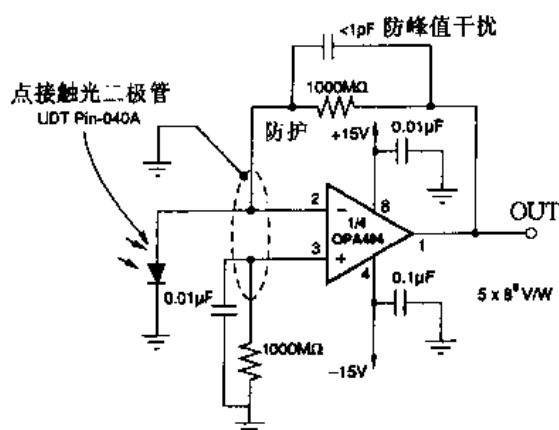 <1pF 防峰值干扰
1000MΩ
点接触光二极管
UDT Pin-040A
防护
+15V
0.01μF
2
8
1/4
OPA404
1
OUT
3
4
0.01μF
0.1μF
5 x 8⁸ V/W
1000MΩ
−15V